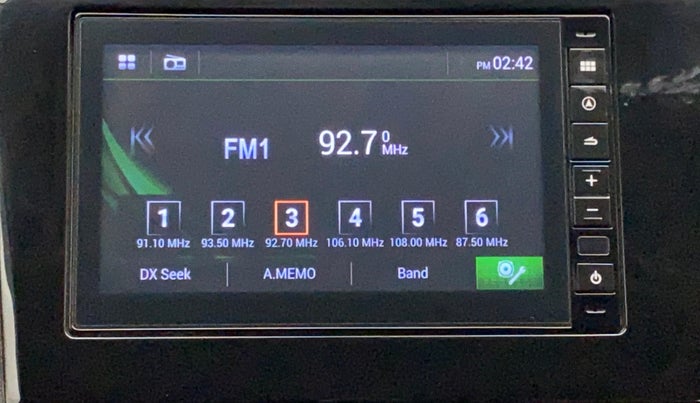 PM 02:42
FM1 92.70 MHz
1 2 3 4 5 6
91.10 MHz 93.50 MHz 92.70 MHz 106.10 MHz 108.00 MHz 87.50 MHz
DX Seek A.MEMO Band